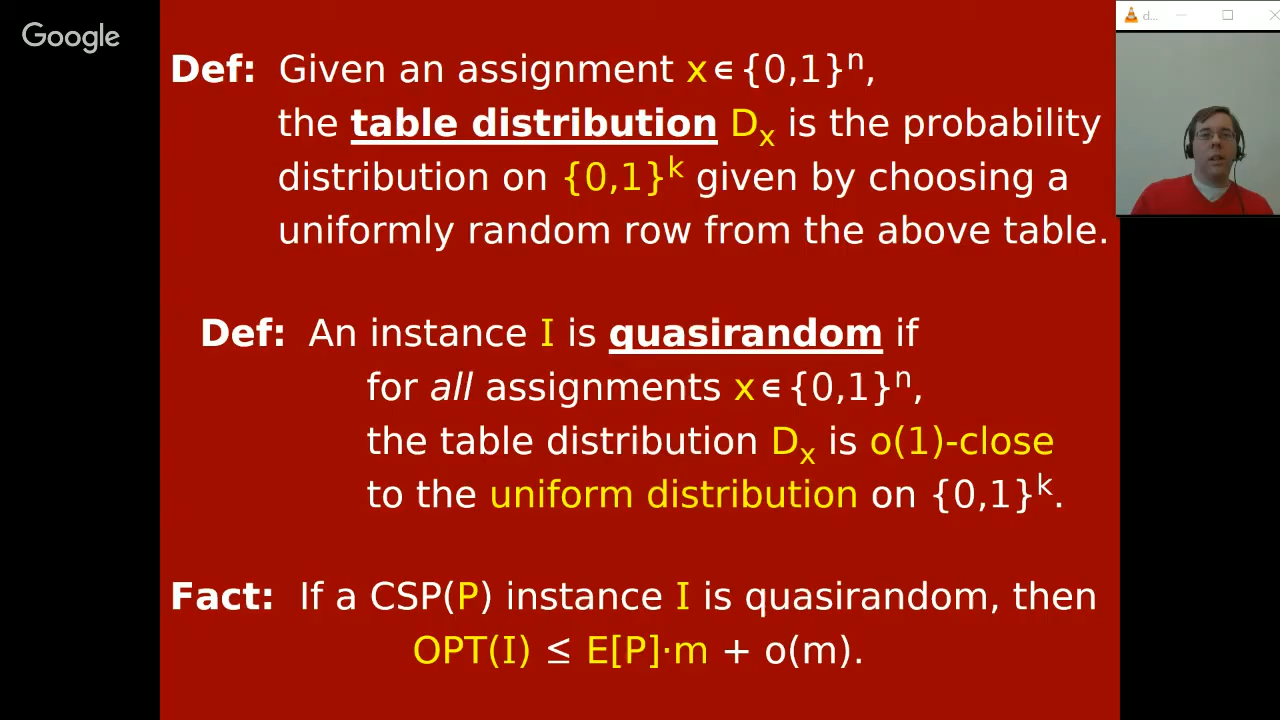 Google
d...
Def: Given an assignment x∈{0,1}ⁿ,
the table distribution Dₓ is the probability
distribution on {0,1}ᵏ given by choosing a
uniformly random row from the above table.
Def: An instance I is quasirandom if
for all assignments x∈{0,1}ⁿ,
the table distribution Dₓ is o(1)-close
to the uniform distribution on {0,1}ᵏ.
Fact: If a CSP(P) instance I is quasirandom, then
OPT(I) ≤ E[P]·m + o(m).